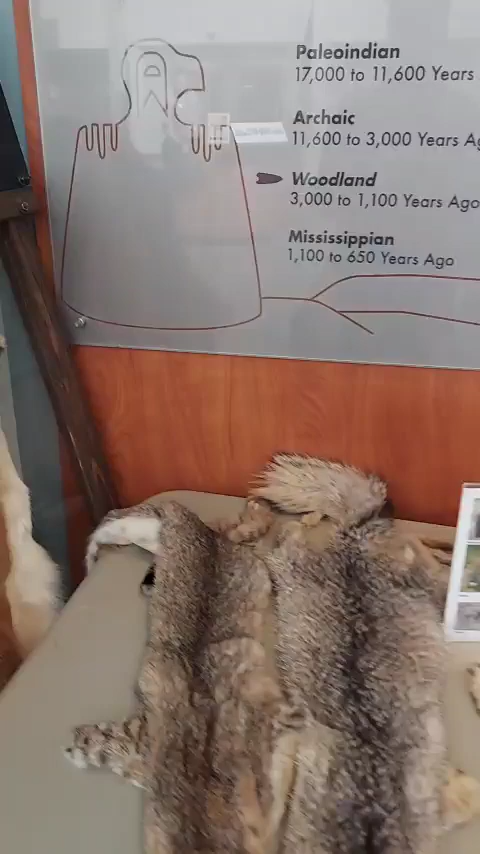 Paleoindian
17,000 to 11,600 Years
Archaic
11,600 to 3,000 Years
Woodland
3,000 to 1,100 Years Ago
Mississippian
1,100 to 650 Years Ago